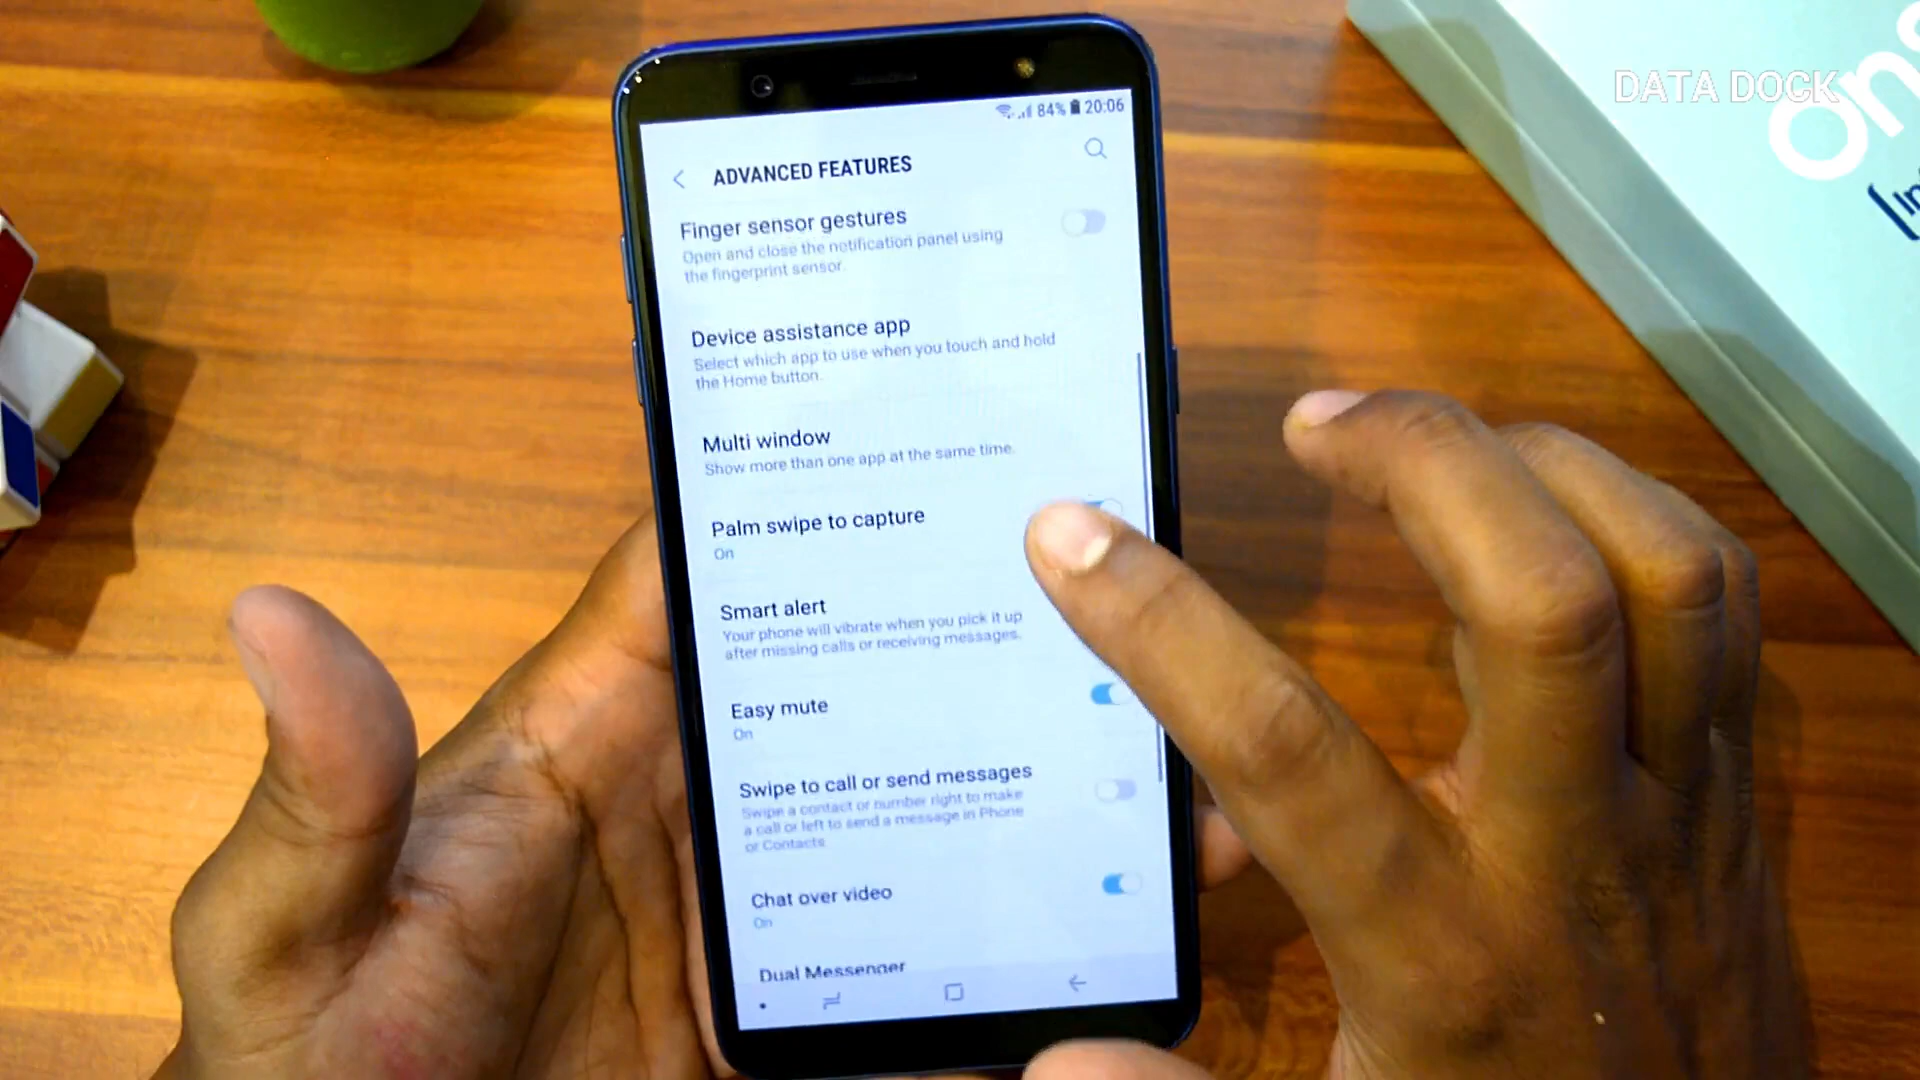 DATA DOCK
On
84% 20:06
ADVANCED FEATURES
Finger sensor gestures
Open and close the notification panel using
the fingerprint sensor.
Device assistance app
Select which app to use when you touch and hold
the Home button.
Multi window
Show more than one app at the same time.
Palm swipe to capture
On
Smart alert
Your phone will vibrate when you pick it up
after missing calls or receiving messages.
Easy mute
On
Swipe to call or send messages
Swipe a contact or number right to make
a call or left to send a message in Phone
or Contacts.
Chat over video
On
Dual Messenger